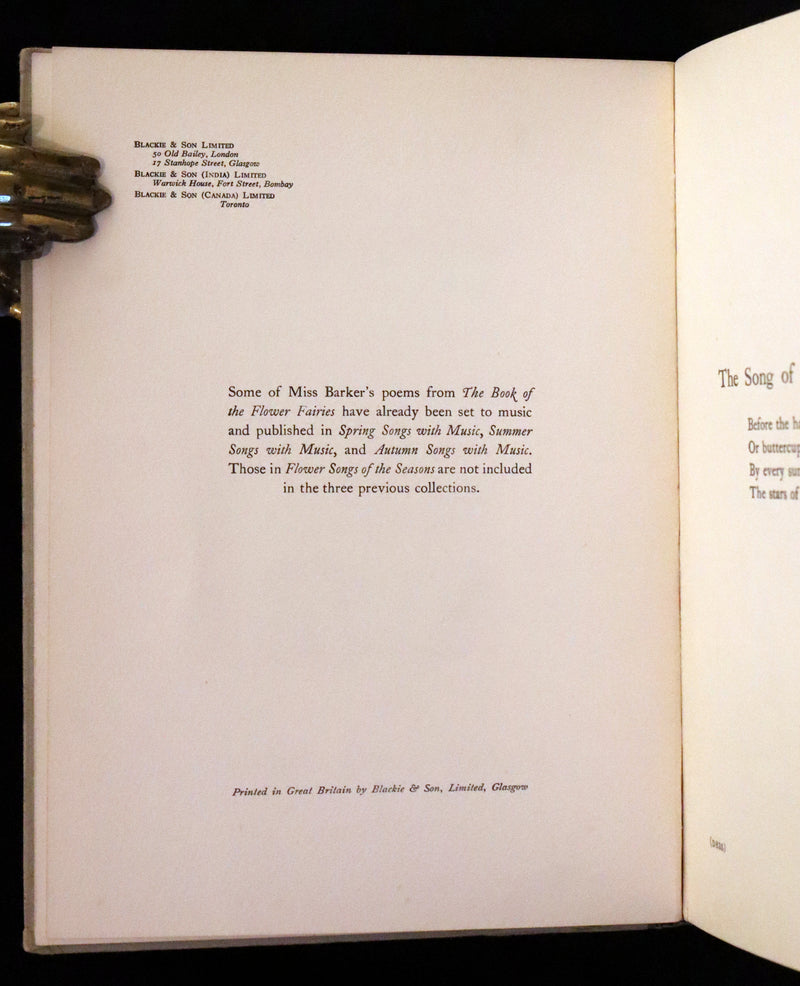 Blackie & Son Limited
50 Old Bailey, London
17 Stanhope Street, Glasgow
Blackie & Son (India) Limited
Warwick House, Fort Street, Bombay
Blackie & Son (Canada) Limited
Toronto
Some of Miss Barker's poems from The Book of
the Flower Fairies have already been set to music
and published in Spring Songs with Music, Summer
Songs with Music, and Autumn Songs with Music.
Those in Flower Songs of the Seasons are not included
in the three previous collections.
Printed in Great Britain by Blackie & Son, Limited, Glasgow
The Song of
Before the
Or buttercup
By every
The stars of